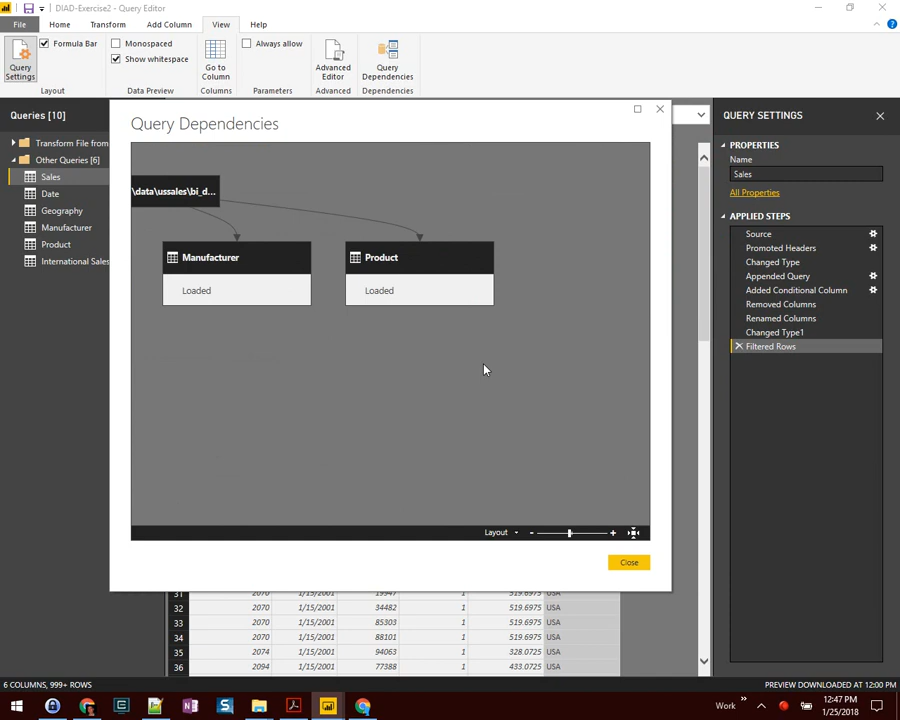 DIAD-Exercise2 - Query Editor
File
Home
Transform
Add Column
View
Help
Query Settings
Formula Bar
Monospaced
Show whitespace
Go to Column
Always allow
Advanced Editor
Query Dependencies
Layout
Data Preview
Columns
Parameters
Advanced
Dependencies
Queries [10]
Transform File from
Other Queries [6]
Sales
Date
Geography
Manufacturer
Product
International Sales
Query Dependencies
\data\ussales\bi_d...
Manufacturer
Loaded
Product
Loaded
Layout
Close
31 2070 1/15/2001 19947 1 519.6975 USA
32 2070 1/15/2001 34482 1 519.6975 USA
33 2070 1/15/2001 85303 1 519.6975 USA
34 2070 1/15/2001 88101 1 519.6975 USA
35 2074 1/15/2001 94063 1 328.0725 USA
36 2094 1/15/2001 77388 1 433.0725 USA
QUERY SETTINGS
PROPERTIES
Name
Sales
All Properties
APPLIED STEPS
Source
Promoted Headers
Changed Type
Appended Query
Added Conditional Column
Removed Columns
Renamed Columns
Changed Type1
Filtered Rows
6 COLUMNS, 999+ ROWS
PREVIEW DOWNLOADED AT 12:00 PM
Work
12:47 PM
1/25/2018